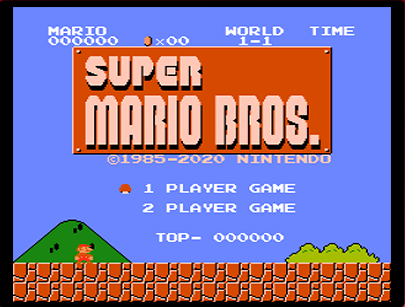 MARIO WORLD TIME
000000 ×00 1-1
SUPER
MARIO BROS.
©1985-2020 NINTENDO
1 PLAYER GAME
2 PLAYER GAME
TOP- 000000